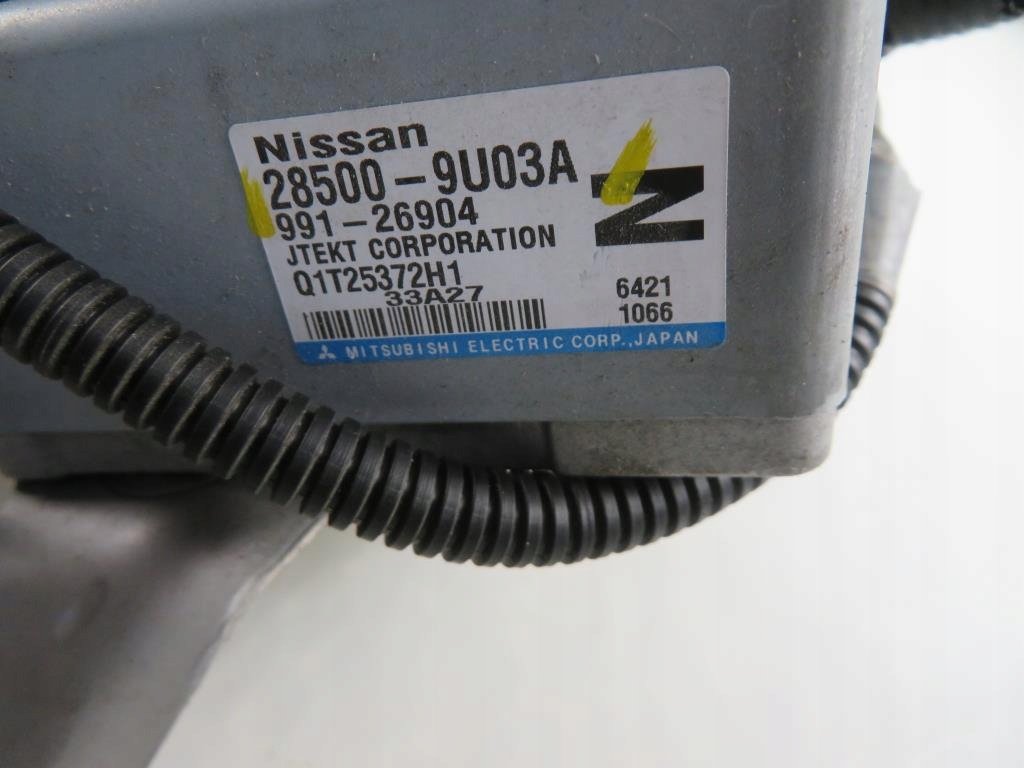 Nissan
28500-9U03A
991-26904
JTEKT CORPORATION
Q1T25372H1
33A27
N
6421
1066
MITSUBISHI ELECTRIC CORP.,JAPAN